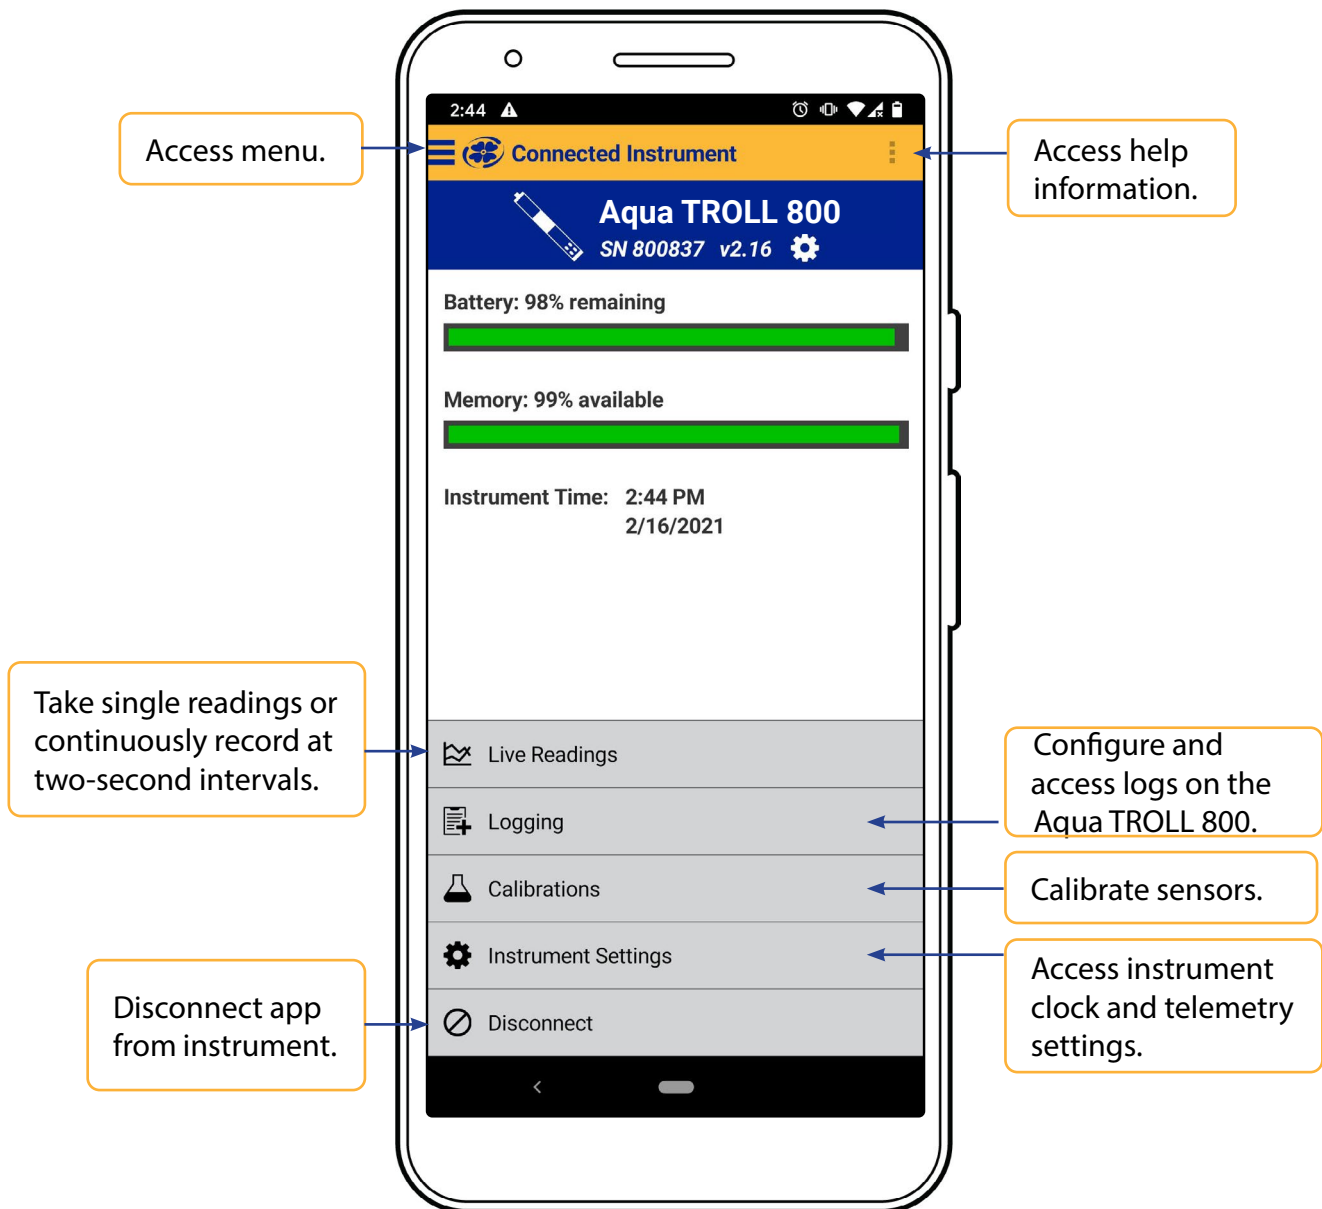 2:44
Access menu.
Connected Instrument
Access help
information.
Aqua TROLL 800
SN 800837 v2.16
Battery: 98% remaining
Memory: 99% available
Instrument Time: 2:44 PM
2/16/2021
Take single readings or
continuously record at
two-second intervals.
Live Readings
Configure and
access logs on the
Aqua TROLL 800.
Logging
Calibrations
Calibrate sensors.
Instrument Settings
Access instrument
clock and telemetry
settings.
Disconnect app
from instrument.
Disconnect